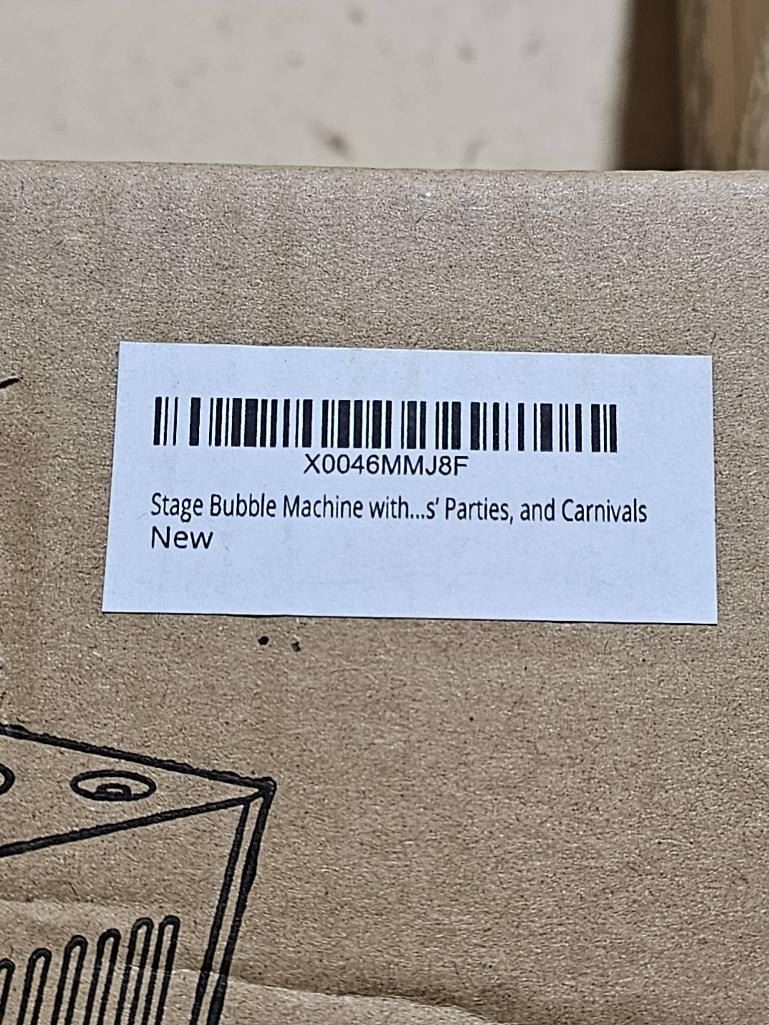 X0046MMJ8F
Stage Bubble Machine with...s’ Parties, and Carnivals
New